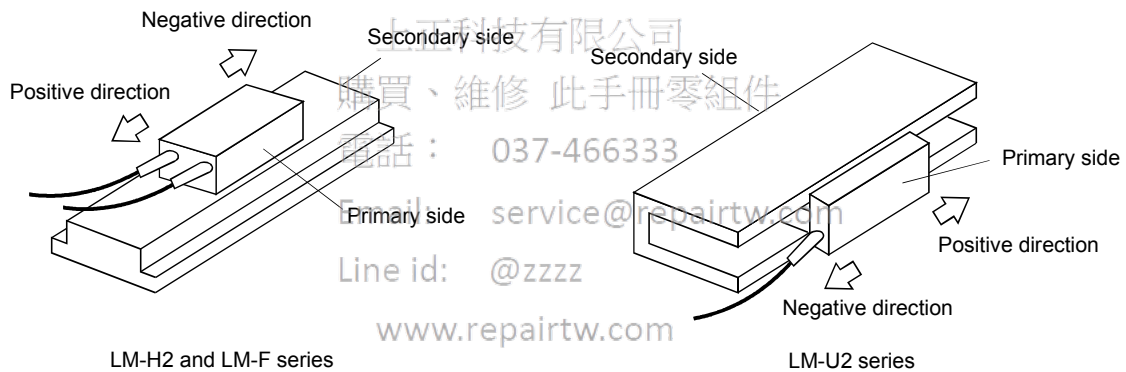 Negative direction
Secondary side
Positive direction
Primary side
LM-H2 and LM-F series
Secondary side
Primary side
Positive direction
Negative direction
LM-U2 series
上正科技有限公司
購買、維修 此手冊零組件
電話： 037-466333
Email: service@repairtw.com
Line id: @zzzz
www.repairtw.com